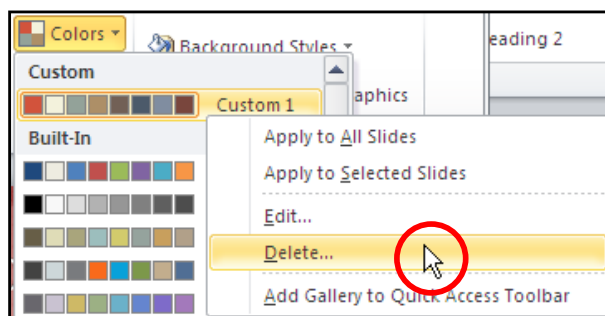 Colors
Background Styles
eading 2
Custom
aphics
Custom 1
Built-In
Apply to All Slides
Apply to Selected Slides
Edit...
Delete...
Add Gallery to Quick Access Toolbar